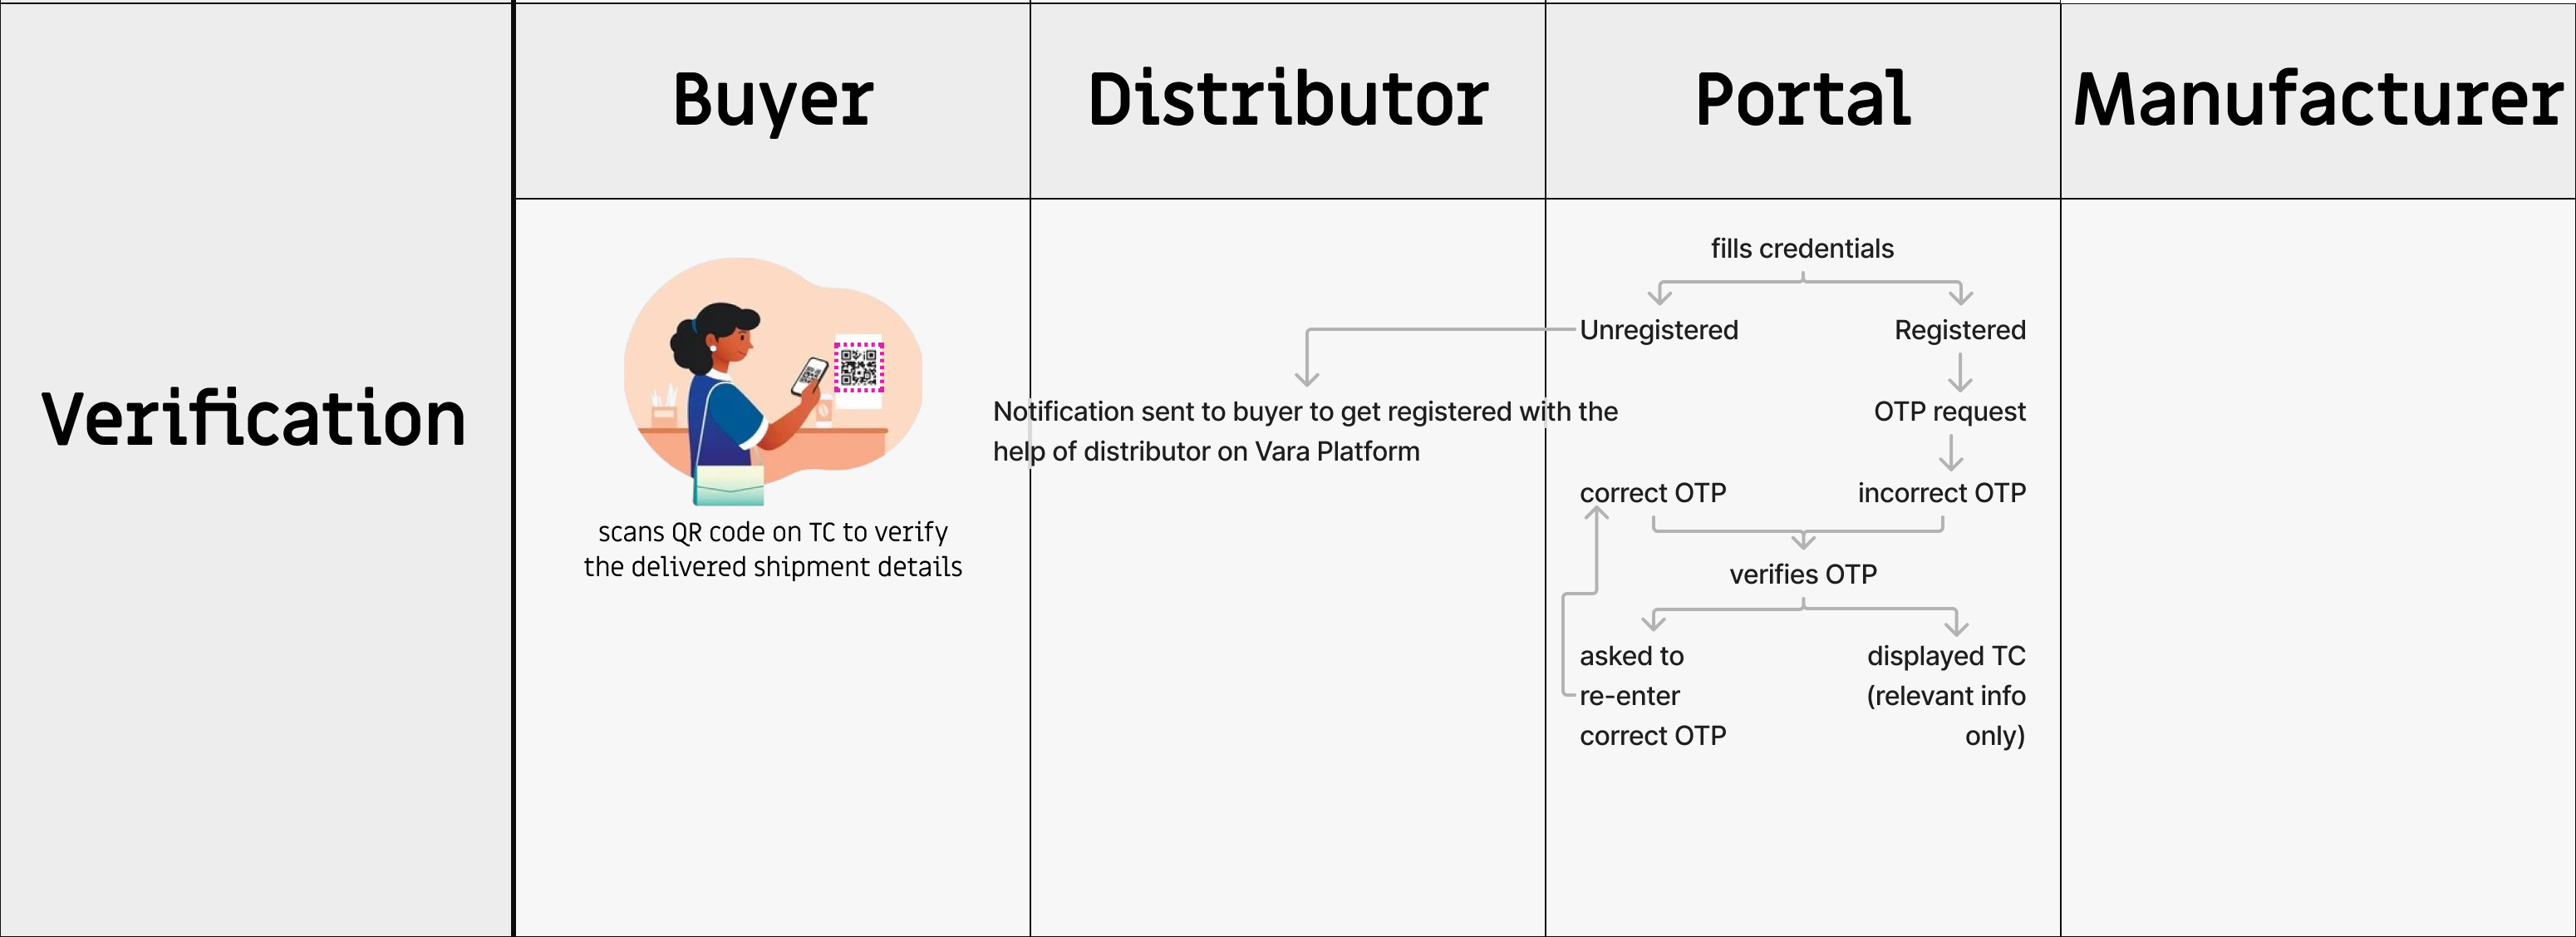 Buyer
Distributor
Portal
Manufacturer
Verification
scans QR code on TC to verify
the delivered shipment details
Notification sent to buyer to get registered with the
help of distributor on Vara Platform
fills credentials
Unregistered
Registered
OTP request
correct OTP
incorrect OTP
verifies OTP
asked to
re-enter
correct OTP
displayed TC
(relevant info
only)